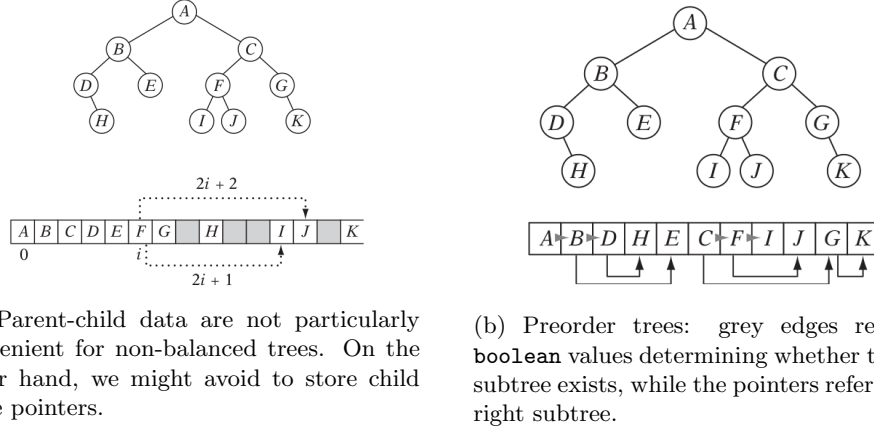 A
B C
D E F G
H I J K
2i + 2
A B C D E F G H I J K
0 i
2i + 1
Parent-child data are not particularly
for non-balanced trees. On the
hand, we might avoid to store child
pointers.
A
B C
D E F G
H I J K
A B D H E C F I J G K
(b) Preorder trees: grey edges re
boolean values determining whether t
subtree exists, while the pointers refer
right subtree.